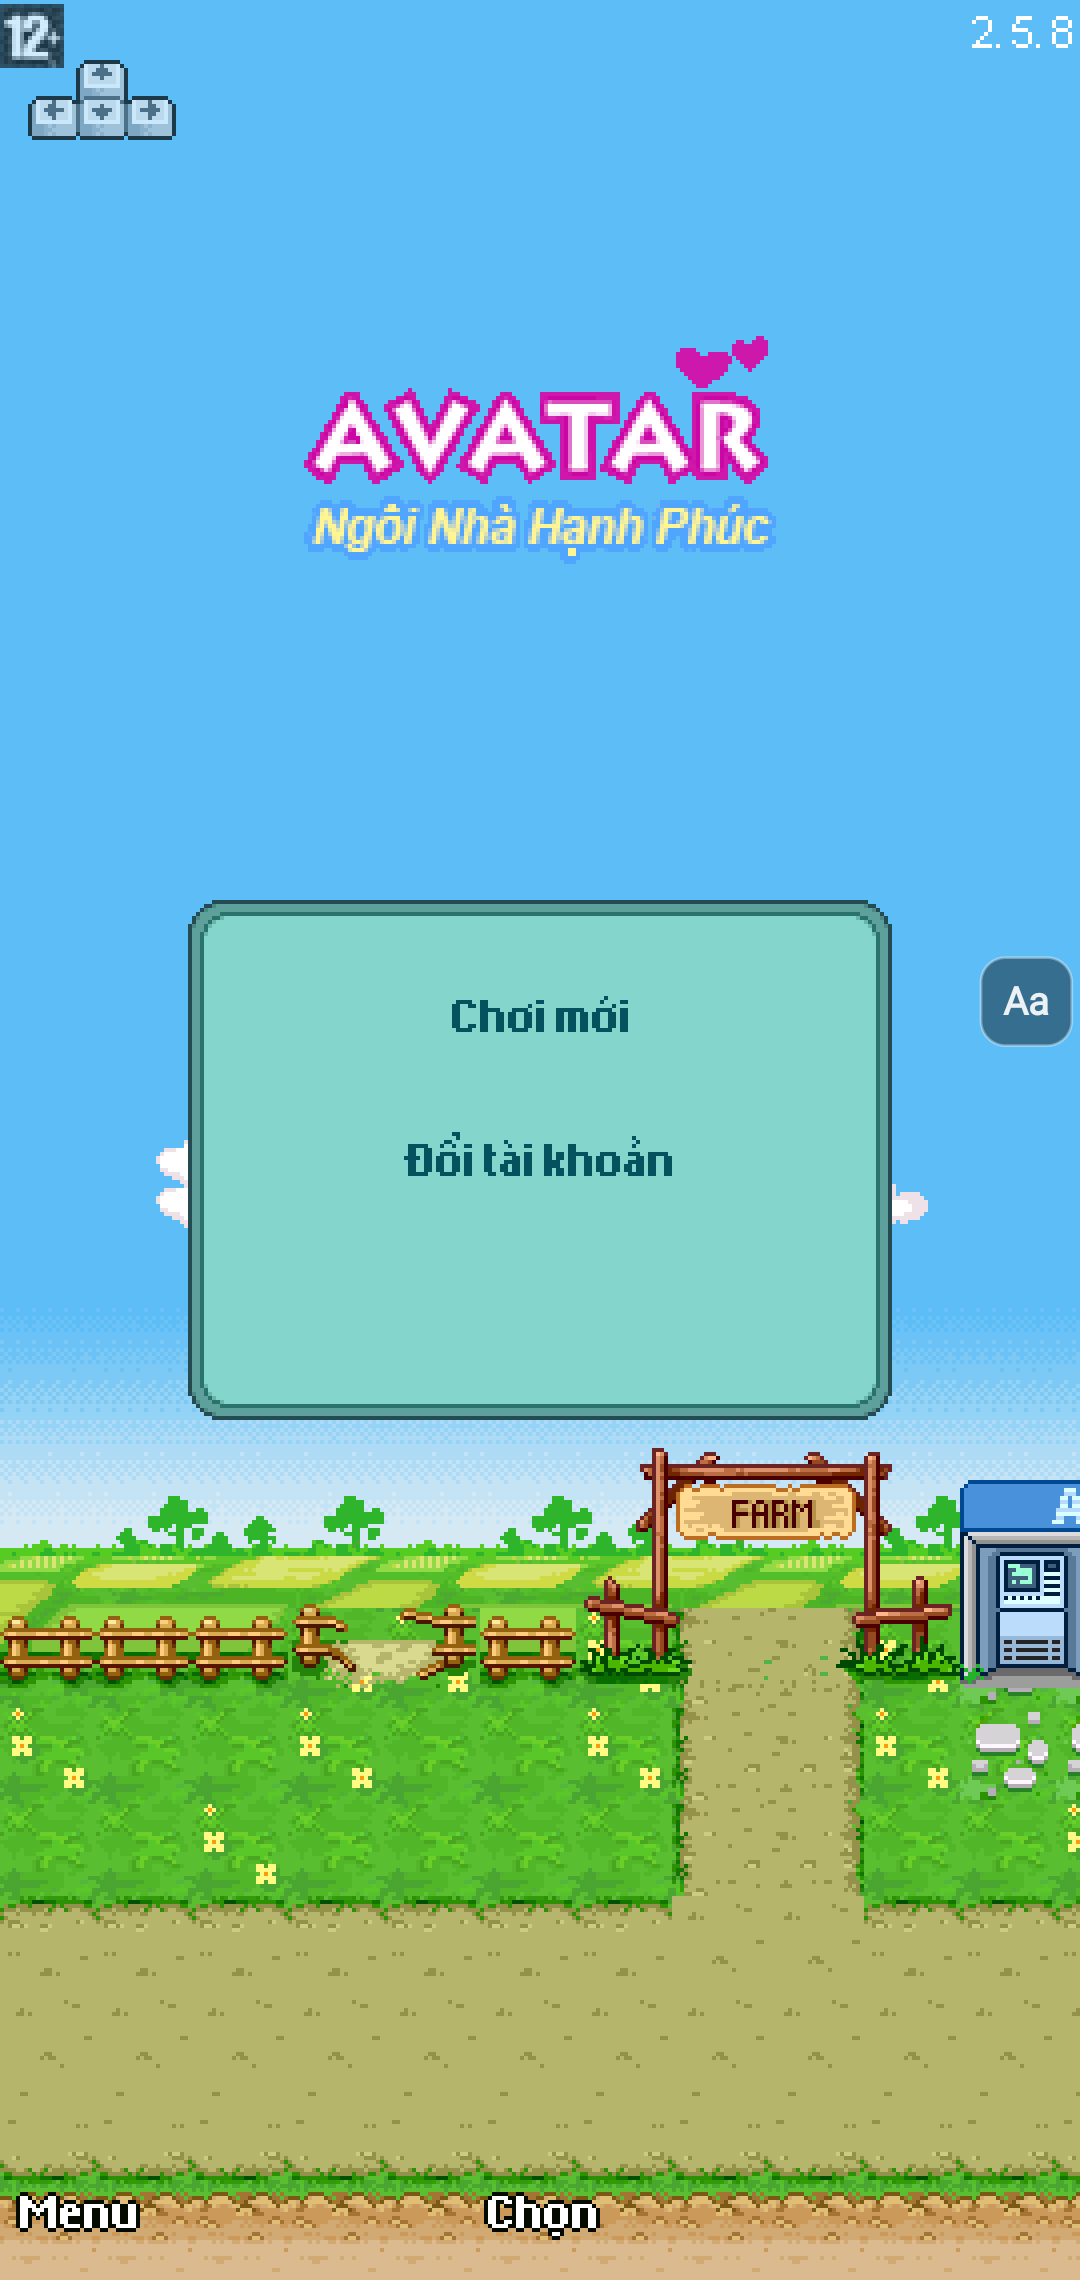 12+
2.5.8
AVATAR
Ngôi Nhà Hạnh Phúc
Chơi mới
Aa
Đổi tài khoản
FARM
A
Menu
Chọn